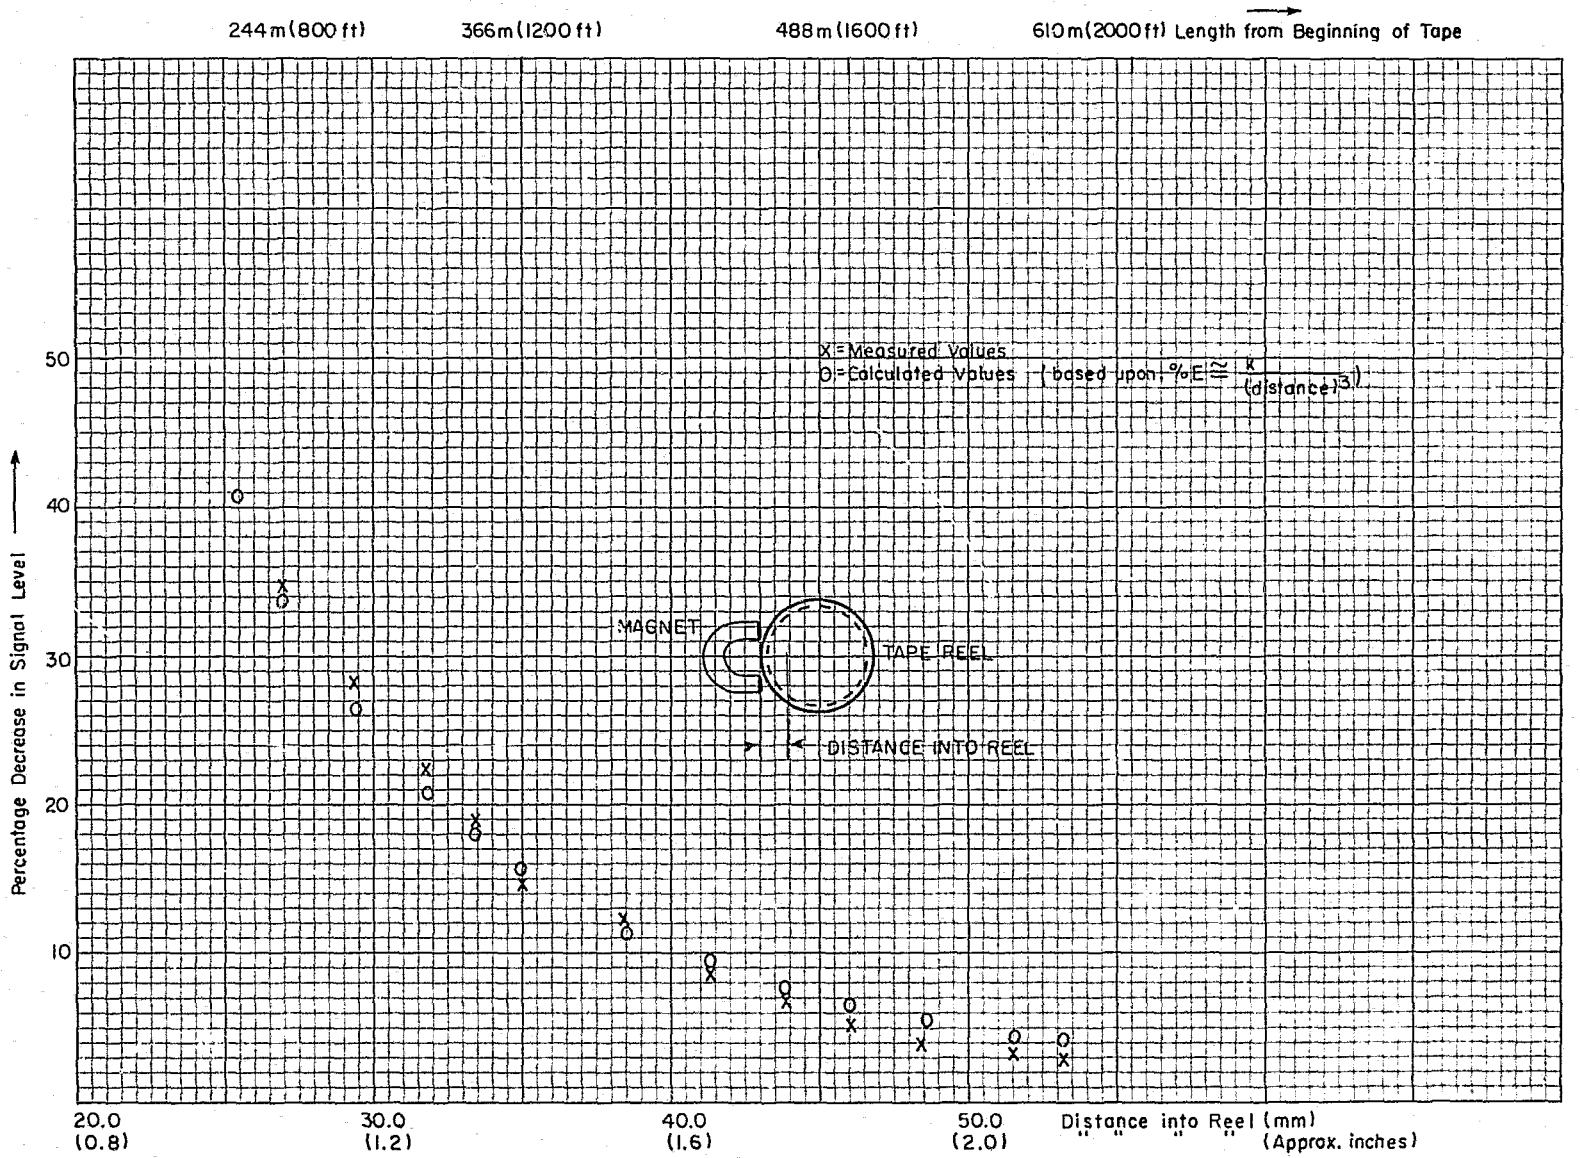 244m(800ft) 366m(1200ft) 488m(1600ft) 610m(2000ft) Length from Beginning of Tape
50
X=Measured Values
O=Calculated Values (based upon %E ≅ k/(distance)³)
40
Percentage Decrease in Signal Level
MAGNET
TAPE REEL
30
DISTANCE INTO REEL
20
10
20.0 30.0 40.0 50.0 Distance into Reel (mm)
(0.8) (1.2) (1.6) (2.0) " " " " (Approx. inches)